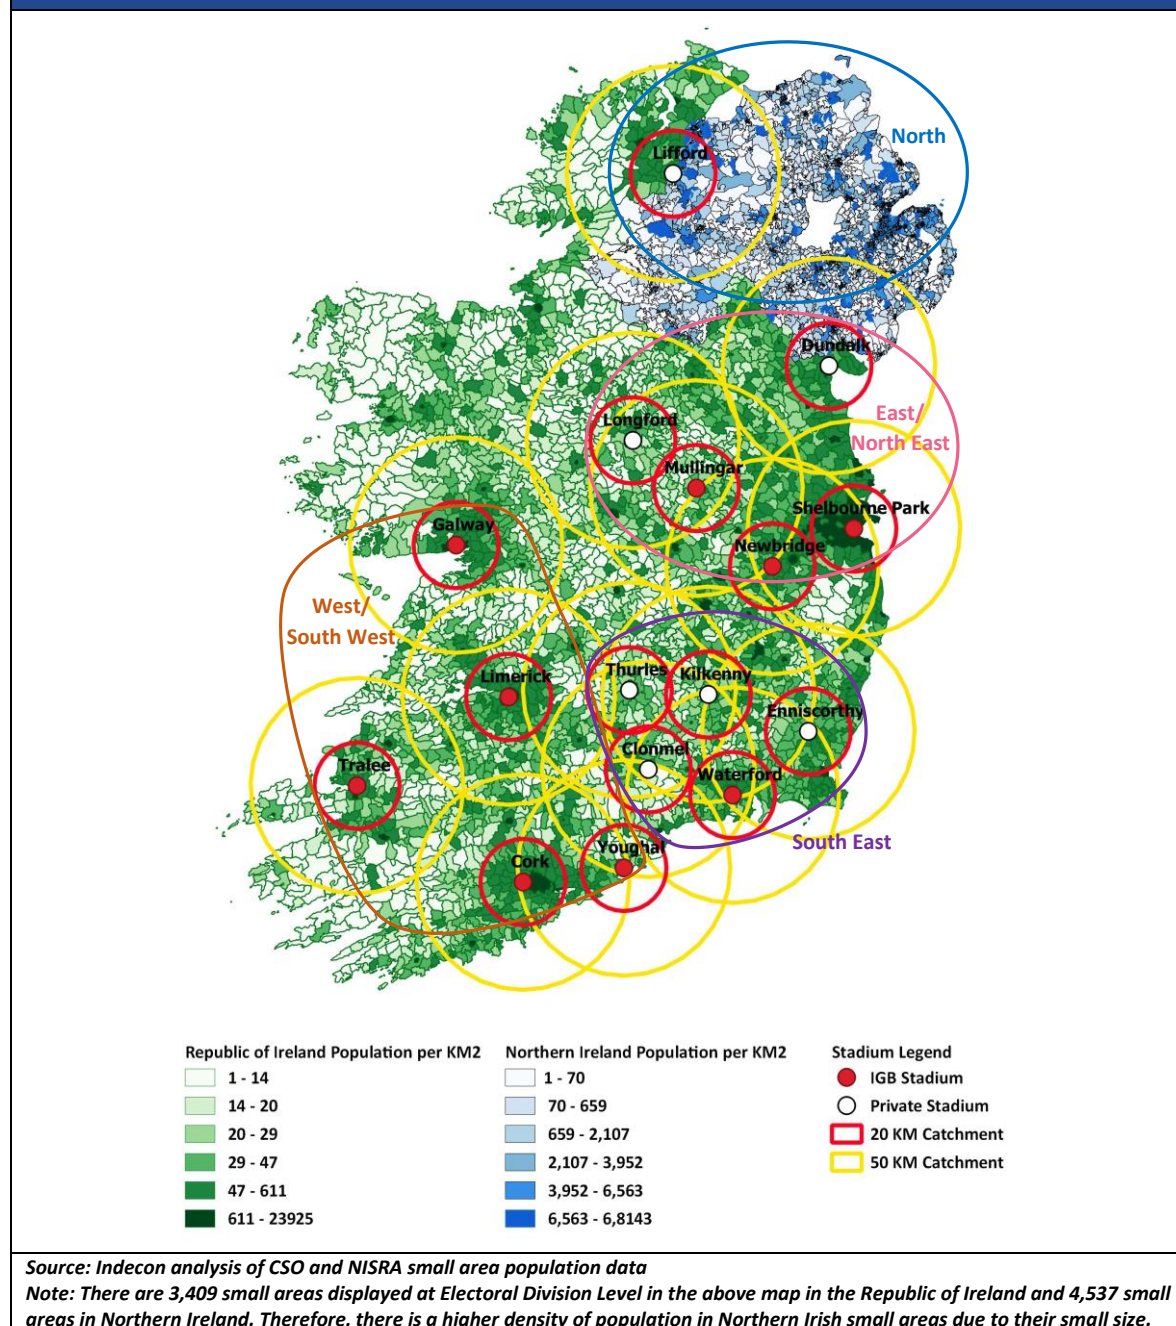 North
Lifford
Dundalk
East/
North East
Longford
Mullingar
Shelbourne Park
Galway
Newbridge
West/
South West
Thurles
Kilkenny
Limerick
Enniscorthy
Clonmel
Tralee
Waterford
South East
Youghal
Cork
Republic of Ireland Population per KM2
1 - 14
14 - 20
20 - 29
29 - 47
47 - 611
611 - 23925
Northern Ireland Population per KM2
1 - 70
70 - 659
659 - 2,107
2,107 - 3,952
3,952 - 6,563
6,563 - 6,8143
Stadium Legend
IGB Stadium
Private Stadium
20 KM Catchment
50 KM Catchment
Source: Indecon analysis of CSO and NISRA small area population data
Note: There are 3,409 small areas displayed at Electoral Division Level in the above map in the Republic of Ireland and 4,537 small
areas in Northern Ireland. Therefore, there is a higher density of population in Northern Irish small areas due to their small size.